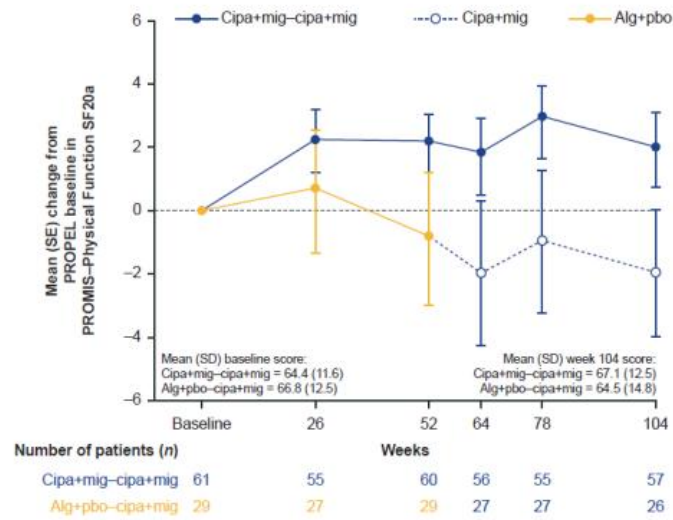 Cipa+mig–cipa+mig Cipa+mig Alg+pbo
Mean (SE) change from
PROPEL baseline in
PROMIS–Physical Function SF20a
6
4
2
0
−2
−4
−6
Mean (SD) baseline score:
Cipa+mig–cipa+mig = 64.4 (11.6)
Alg+pbo–cipa+mig = 66.8 (12.5)
Mean (SD) week 104 score:
Cipa+mig–cipa+mig = 67.1 (12.5)
Alg+pbo–cipa+mig = 64.5 (14.8)
Baseline 26 52 64 78 104
Number of patients (n) Weeks
Cipa+mig–cipa+mig 61 55 60 56 55 57
Alg+pbo–cipa+mig 29 27 29 27 27 26